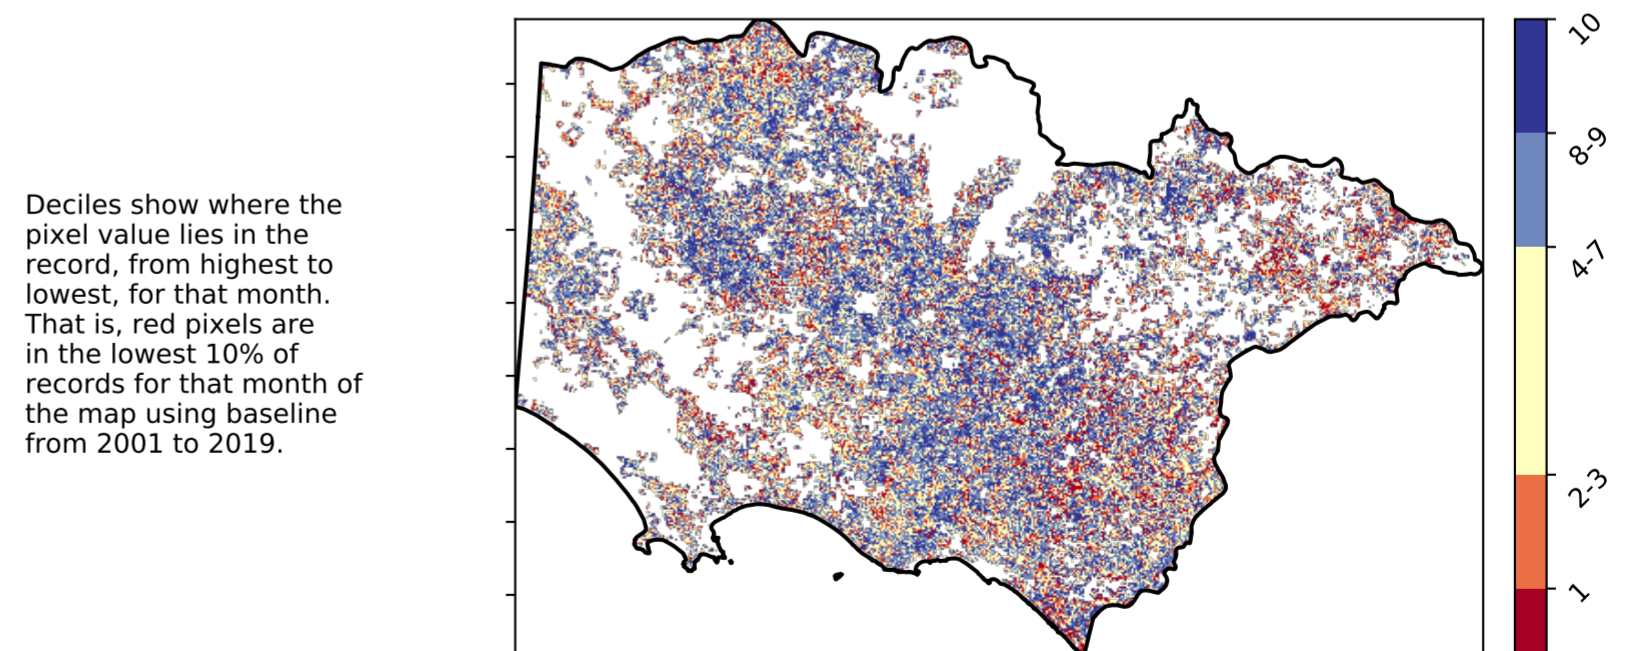 Deciles show where the
pixel value lies in the
record, from highest to
lowest, for that month.
That is, red pixels are
in the lowest 10% of
records for that month of
the map using baseline
from 2001 to 2019.
10
8-9
4-7
2-3
1